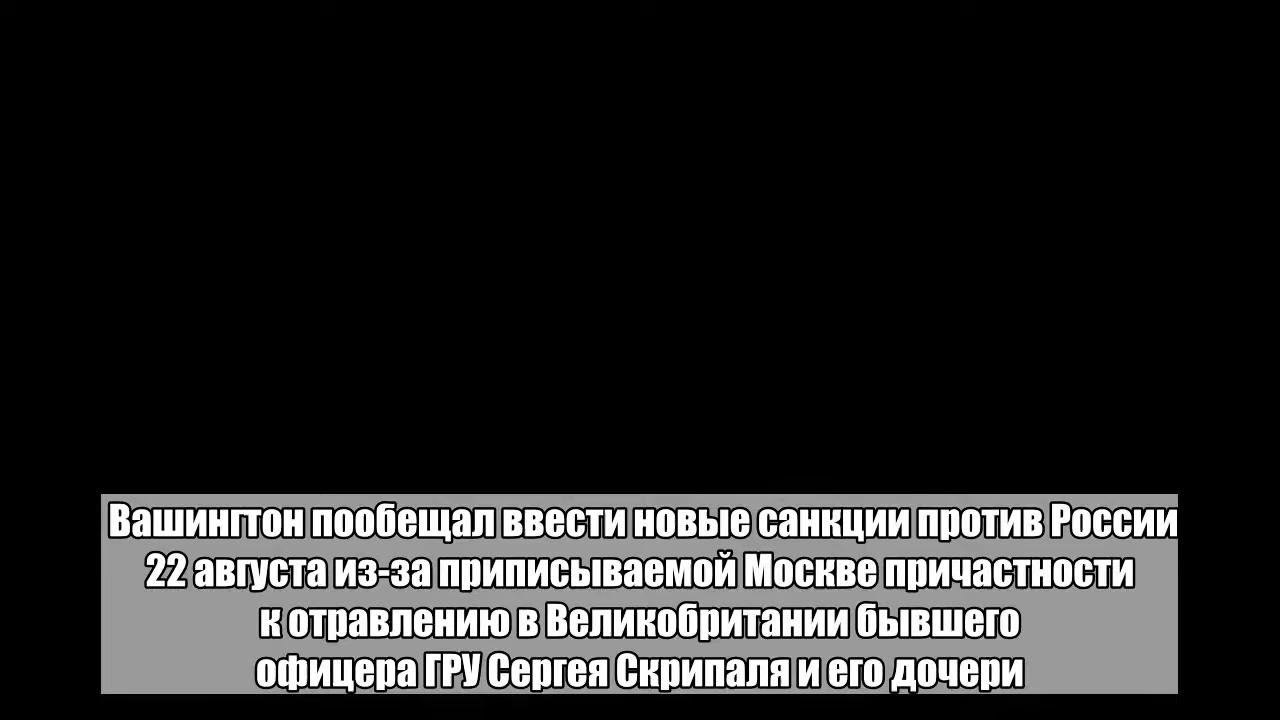 Вашингтон пообещал ввести новые санкции против России
22 августа из-за приписываемой Москве причастности
к отравлению в Великобритании бывшего
офицера ГРУ Сергея Скрипаля и его дочери